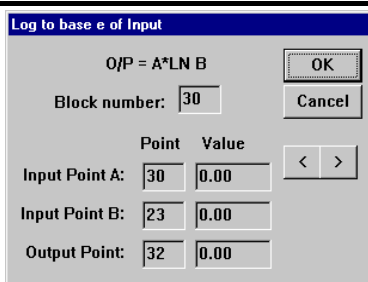 Log to base e of Input
O/P = A*LN B
OK
Block number: 30
Cancel
Point Value
< >
Input Point A: 30 0.00
Input Point B: 23 0.00
Output Point: 32 0.00